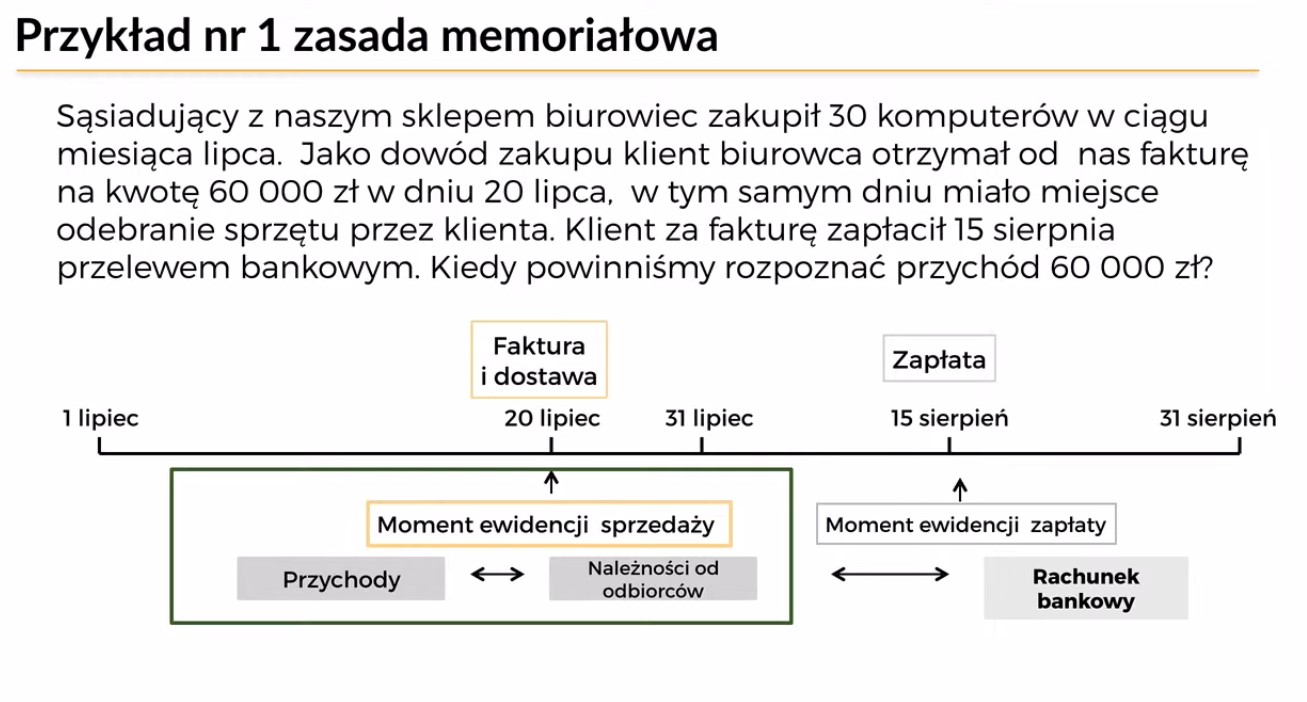 Przykład nr 1 zasada memoriałowa
Sąsiadujący z naszym sklepem biurowiec zakupił 30 komputerów w ciągu
miesiąca lipca. Jako dowód zakupu klient biurowca otrzymał od nas fakturę
na kwotę 60 000 zł w dniu 20 lipca, w tym samym dniu miało miejsce
odebranie sprzętu przez klienta. Klient za fakturę zapłacił 15 sierpnia
przelewem bankowym. Kiedy powinniśmy rozpoznać przychód 60 000 zł?
Faktura
i dostawa
Zapłata
1 lipiec 20 lipiec 31 lipiec 15 sierpień 31 sierpień
Moment ewidencji sprzedaży
Moment ewidencji zapłaty
Przychody
Należności od
odbiorców
Rachunek
bankowy